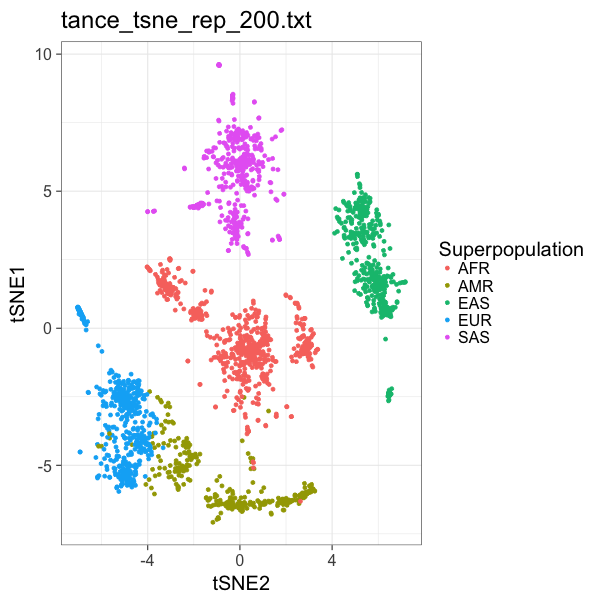 tance_tsne_rep_200.txt
10
5
0
-5
-4
0
4
tSNE2
tSNE1
Superpopulation
AFR
AMR
EAS
EUR
SAS